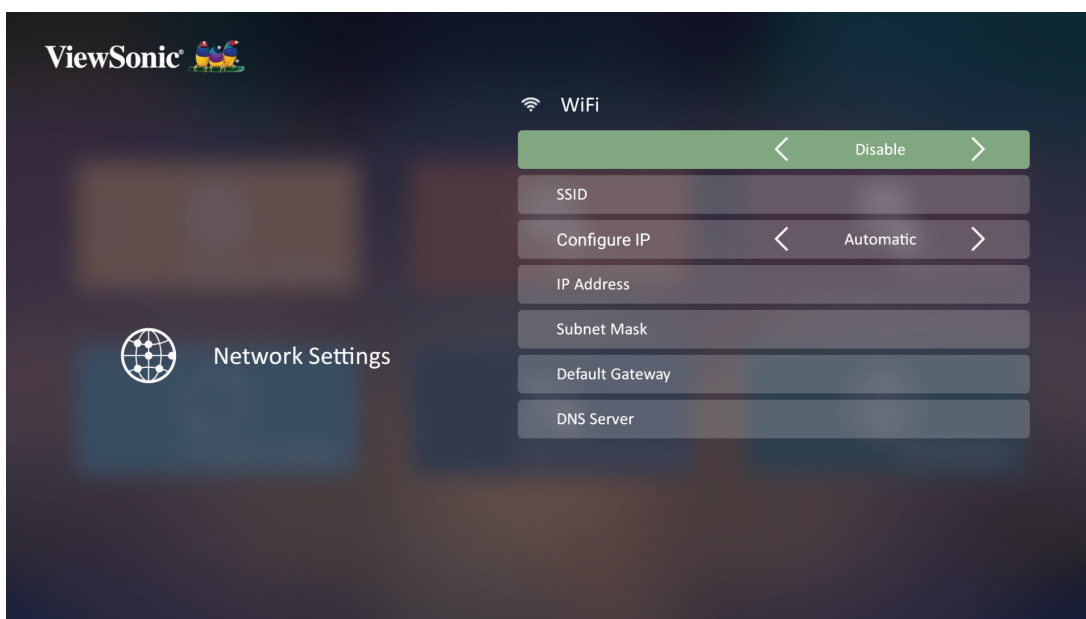 ViewSonic®
WiFi
Disable
SSID
Configure IP Automatic
IP Address
Subnet Mask
Network Settings
Default Gateway
DNS Server